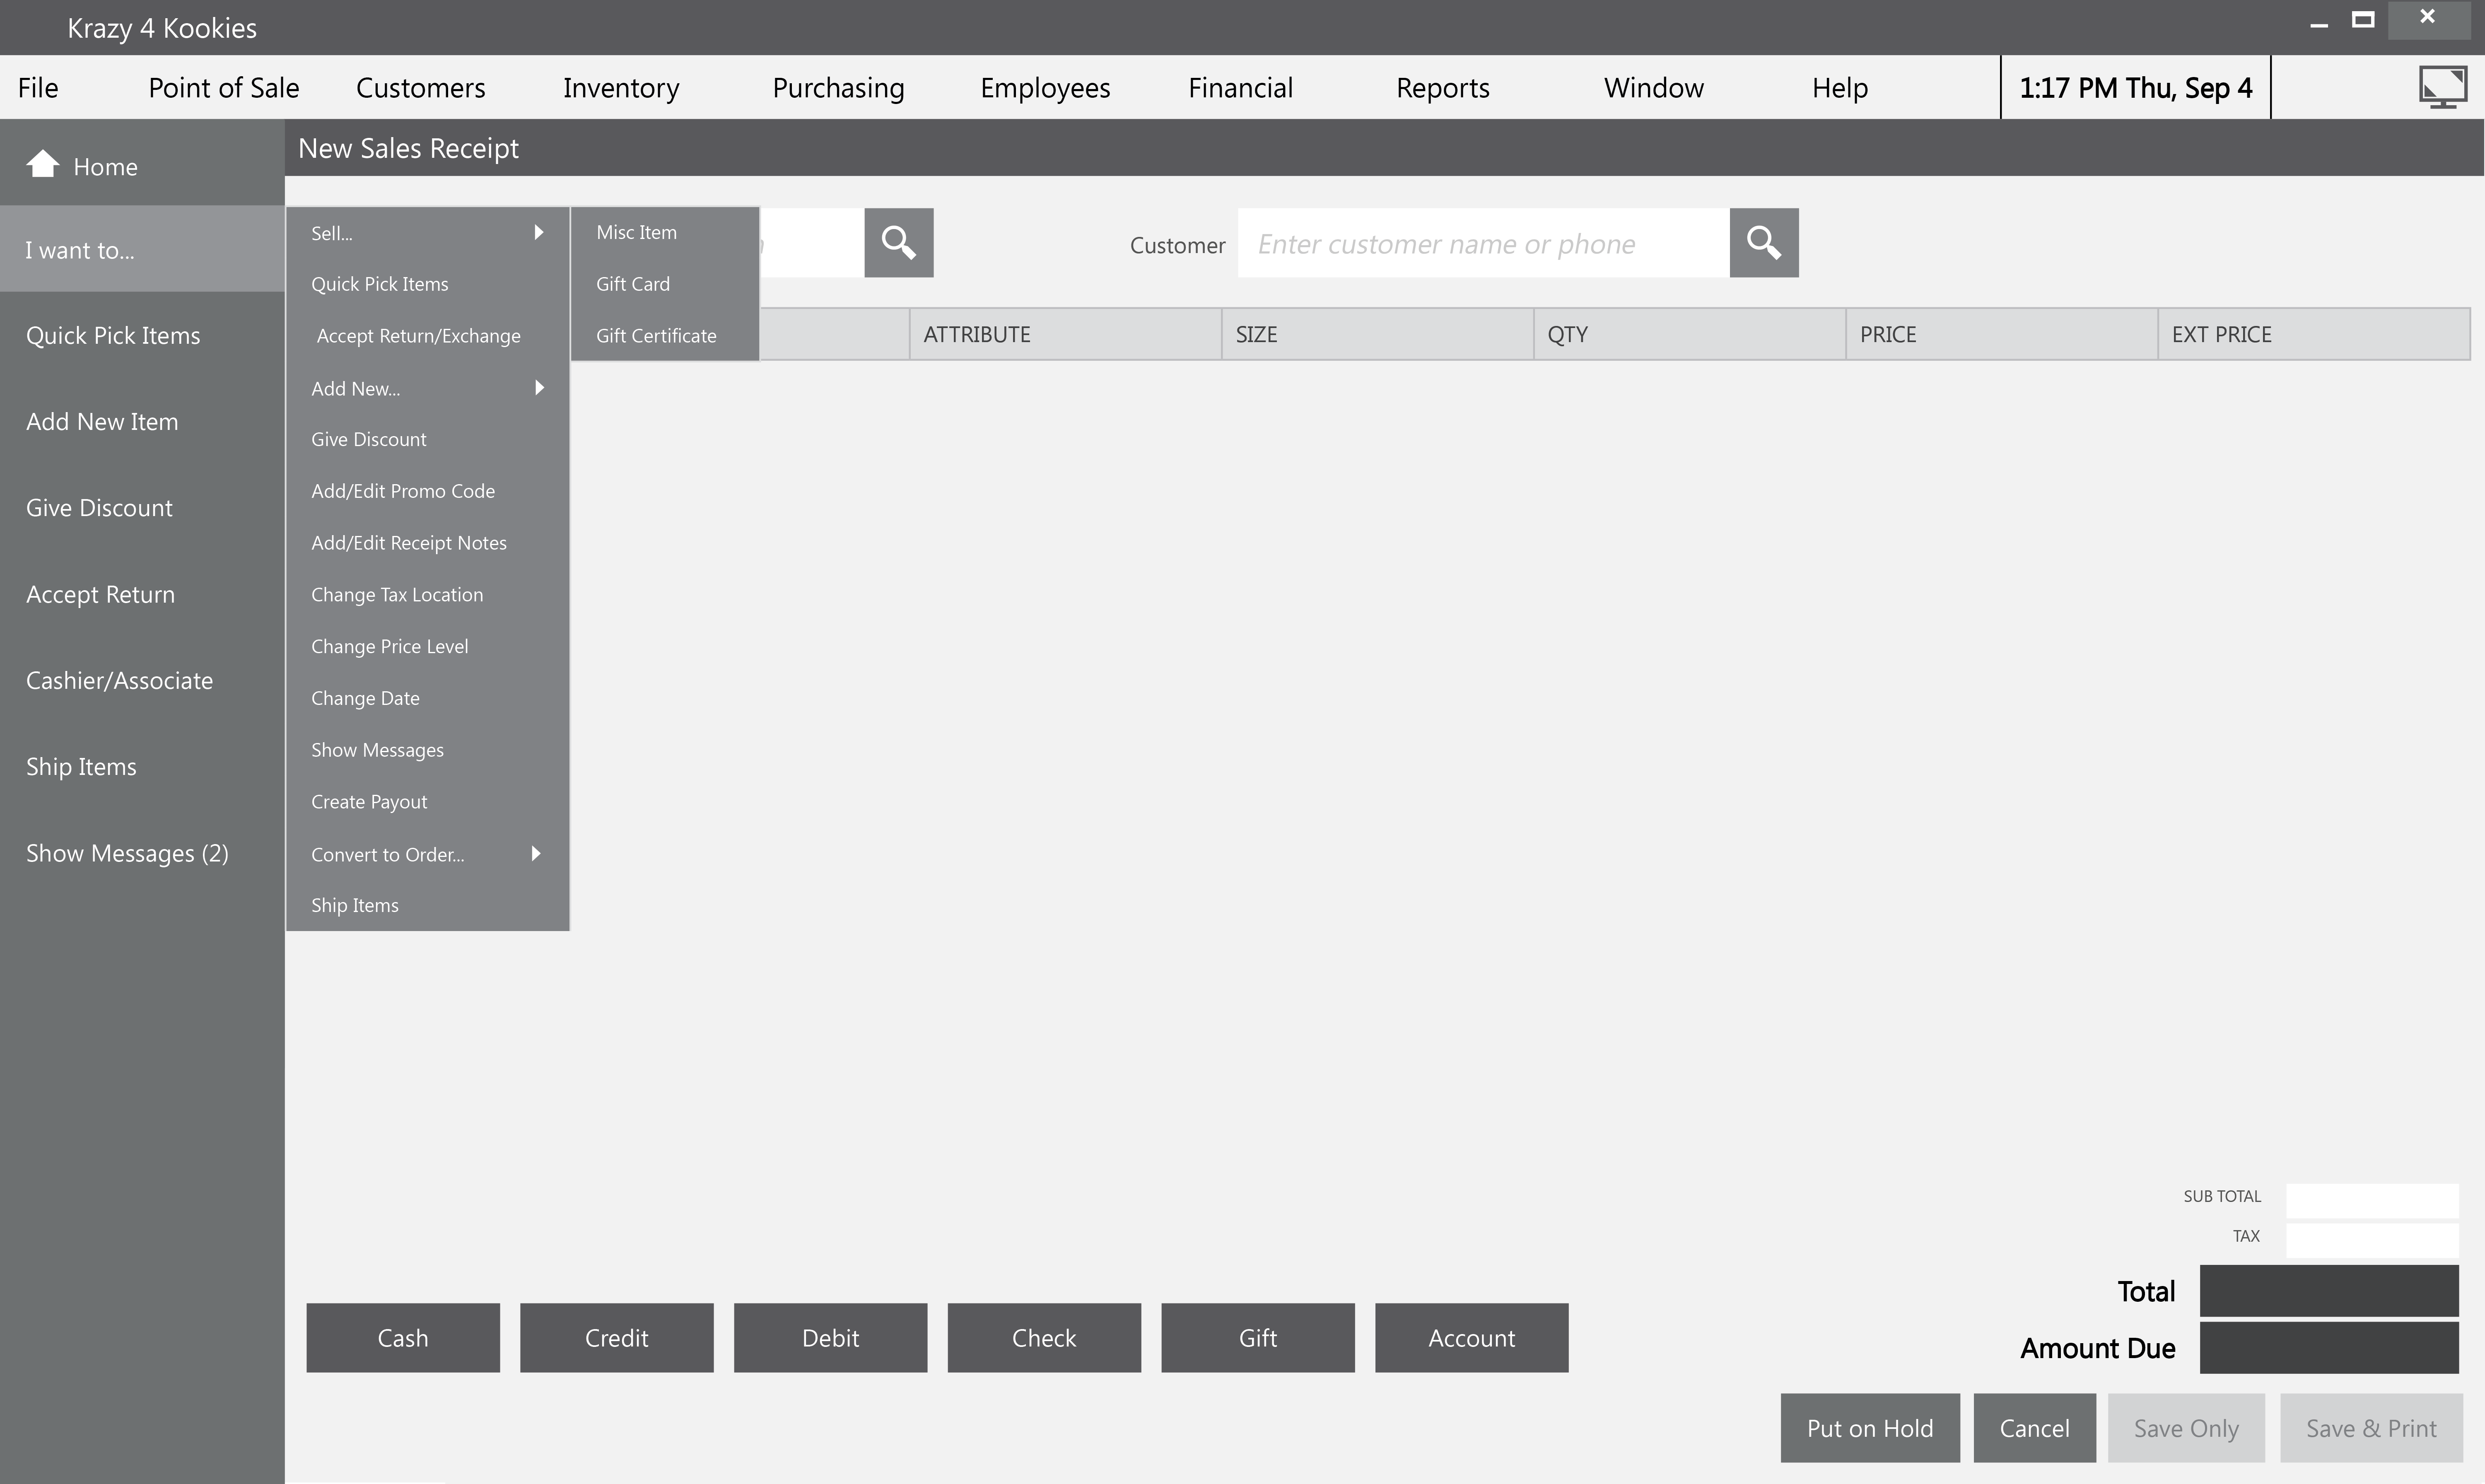 Krazy 4 Kookies
File Point of Sale Customers Inventory Purchasing Employees Financial Reports Window Help 1:17 PM Thu, Sep 4
New Sales Receipt
Home
I want to...
Quick Pick Items
Add New Item
Give Discount
Accept Return
Cashier/Associate
Ship Items
Show Messages (2)
Sell...
Quick Pick Items
Accept Return/Exchange
Add New...
Give Discount
Add/Edit Promo Code
Add/Edit Receipt Notes
Change Tax Location
Change Price Level
Change Date
Show Messages
Create Payout
Convert to Order...
Ship Items
Misc Item
Gift Card
Gift Certificate
Customer Enter customer name or phone
ATTRIBUTE SIZE QTY PRICE EXT PRICE
SUB TOTAL
TAX
Total
Amount Due
Cash Credit Debit Check Gift Account
Put on Hold Cancel Save Only Save & Print